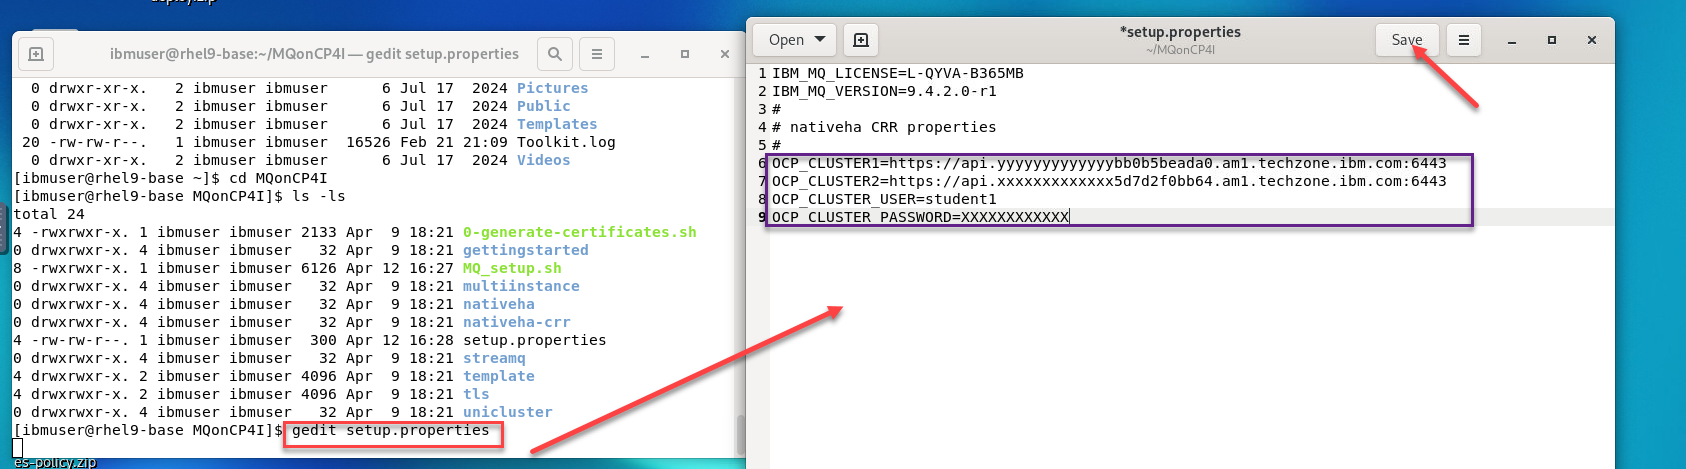 deploy.zip
ibmuser@rhel9-base:~/MQonCP4I — gedit setup.properties
0 drwxr-xr-x.   2 ibmuser ibmuser      6 Jul 17  2024 Pictures
0 drwxr-xr-x.   2 ibmuser ibmuser      6 Jul 17  2024 Public
0 drwxr-xr-x.   2 ibmuser ibmuser      6 Jul 17  2024 Templates
20 -rw-rw-r--.  1 ibmuser ibmuser  16526 Feb 21 21:09 Toolkit.log
0 drwxr-xr-x.   2 ibmuser ibmuser      6 Jul 17  2024 Videos
[ibmuser@rhel9-base ~]$ cd MQonCP4I
[ibmuser@rhel9-base MQonCP4I]$ ls -ls
total 24
4 -rwxrwxr-x. 1 ibmuser ibmuser 2133 Apr  9 18:21 0-generate-certificates.sh
0 drwxrwxr-x. 4 ibmuser ibmuser   32 Apr  9 18:21 gettingstarted
8 -rwxrwxr-x. 1 ibmuser ibmuser 6126 Apr 12 16:27 MQ_setup.sh
0 drwxrwxr-x. 4 ibmuser ibmuser   32 Apr  9 18:21 multiinstance
0 drwxrwxr-x. 4 ibmuser ibmuser   32 Apr  9 18:21 nativeha
0 drwxrwxr-x. 4 ibmuser ibmuser   32 Apr  9 18:21 nativeha-crr
4 -rw-rw-r--. 1 ibmuser ibmuser  300 Apr 12 16:28 setup.properties
0 drwxrwxr-x. 4 ibmuser ibmuser   32 Apr  9 18:21 streamq
4 drwxrwxr-x. 2 ibmuser ibmuser 4096 Apr  9 18:21 template
4 drwxrwxr-x. 2 ibmuser ibmuser 4096 Apr  9 18:21 tls
0 drwxrwxr-x. 4 ibmuser ibmuser   32 Apr  9 18:21 unicluster
[ibmuser@rhel9-base MQonCP4I]$ gedit setup.properties
es-policy.zip
Open
*setup.properties
~/MQonCP4I
Save
1 IBM_MQ_LICENSE=L-QYVA-B365MB
2 IBM_MQ_VERSION=9.4.2.0-r1
3 #
4 # nativeha CRR properties
5 #
6 OCP_CLUSTER1=https://api.yyyyyyyyyyyyybb0b5beada0.am1.techzone.ibm.com:6443
7 OCP_CLUSTER2=https://api.xxxxxxxxxxxxx5d7d2f0bb64.am1.techzone.ibm.com:6443
8 OCP_CLUSTER_USER=student1
9 OCP_CLUSTER_PASSWORD=XXXXXXXXXXXX